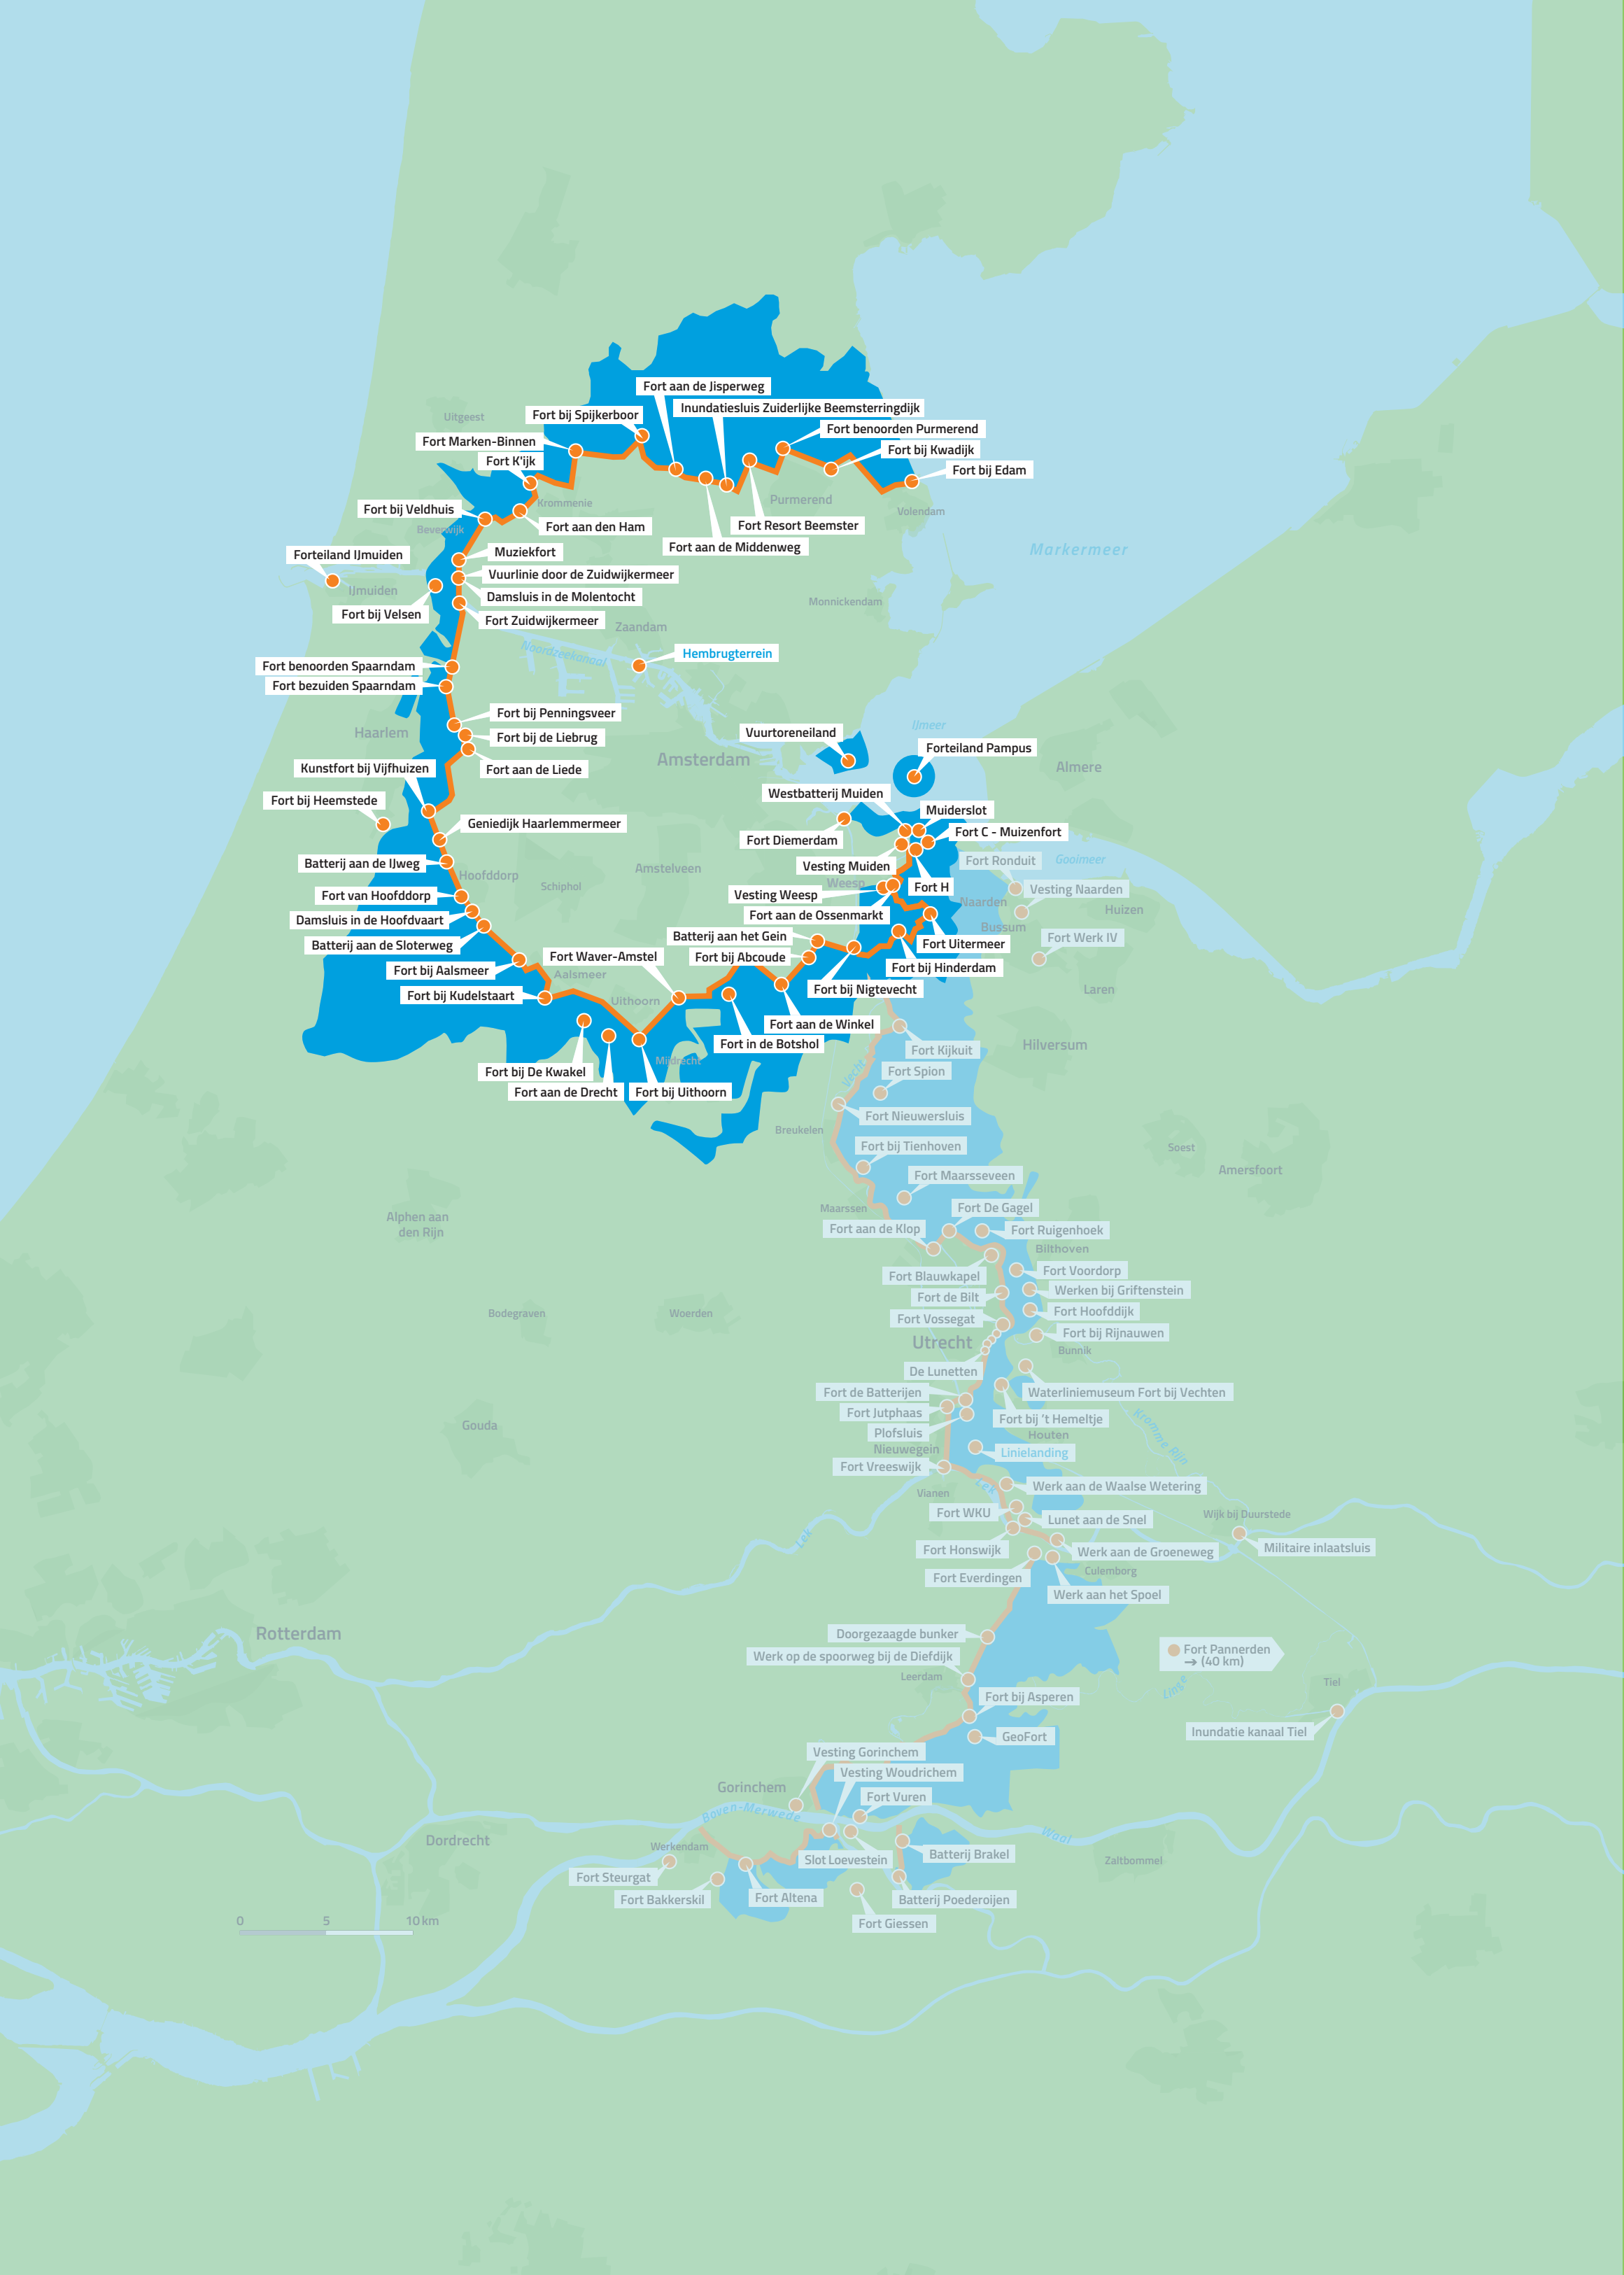 Fort aan de Jisperweg
Inundatiesluis Zuiderlijke Beemsterringdijk
Fort bij Spijkerboor
Uitgeest
Fort benoorden Purmerend
Fort Marken-Binnen
Fort bij Kwadijk
Fort K'ijk
Fort bij Edam
Purmerend
Krommenie
Fort bij Veldhuis
Volendam
Fort aan den Ham
Fort Resort Beemster
Beverwijk
Fort aan de Middenweg
Markermeer
Forteiland IJmuiden
Muziekfort
Vuurlinie door de Zuidwijkermeer
IJmuiden
Damsluis in de Molentocht
Monnickendam
Fort bij Velsen
Fort Zuidwijkermeer
Zaandam
Noordzeekanaal
Hembrugterrein
Fort benoorden Spaarndam
Fort bezuiden Spaarndam
Fort bij Penningsveer
IJmeer
Haarlem
Vuurtoreneiland
Fort bij de Liebrug
Forteiland Pampus
Amsterdam
Kunstfort bij Vijfhuizen
Fort aan de Liede
Almere
Westbatterij Muiden
Fort bij Heemstede
Muiderslot
Geniedijk Haarlemmermeer
Fort C - Muizenfort
Fort Diemerdam
Batterij aan de IJweg
Fort Ronduit
Gooimeer
Vesting Muiden
Amstelveen
Hoofddorp
Weesp
Schiphol
Fort H
Vesting Naarden
Fort van Hoofddorp
Vesting Weesp
Naarden
Huizen
Fort aan de Ossenmarkt
Damsluis in de Hoofdvaart
Bussum
Batterij aan het Gein
Fort Werk IV
Batterij aan de Sloterweg
Fort Uitermeer
Fort Waver-Amstel
Fort bij Abcoude
Fort bij Hinderdam
Fort bij Aalsmeer
Aalsmeer
Fort bij Nigtevecht
Laren
Fort bij Kudelstaart
Uithoorn
Fort aan de Winkel
Fort in de Botshol
Hilversum
Fort Kijkuit
Mijdrecht
Fort bij De Kwakel
Fort Spion
Vecht
Fort aan de Drecht
Fort bij Uithoorn
Fort Nieuwersluis
Breukelen
Fort bij Tienhoven
Soest
Amersfoort
Fort Maarsseveen
Maarssen
Fort De Gagel
Alphen aan
den Rijn
Fort aan de Klop
Fort Ruigenhoek
Bilthoven
Fort Voordorp
Fort Blauwkapel
Werken bij Griftenstein
Fort de Bilt
Fort Hoofddijk
Bodegraven
Woerden
Fort Vossegat
Fort bij Rijnauwen
Utrecht
Bunnik
De Lunetten
Fort de Batterijen
Waterliniemuseum Fort bij Vechten
Fort Jutphaas
Fort bij 't Hemeltje
Gouda
Kromme Rijn
Plofsluis
Houten
Nieuwegein
Linielanding
Fort Vreeswijk
Lek
Werk aan de Waalse Wetering
Vianen
Fort WKU
Lunet aan de Snel
Wijk bij Duurstede
Lek
Fort Honswijk
Werk aan de Groeneweg
Militaire inlaatsluis
Culemborg
Fort Everdingen
Werk aan het Spoel
Rotterdam
Doorgezaagde bunker
Fort Pannerden
→ (40 km)
Werk op de spoorweg bij de Diefdijk
Leerdam
Linge
Tiel
Fort bij Asperen
Inundatie kanaal Tiel
GeoFort
Vesting Gorinchem
Vesting Woudrichem
Gorinchem
Fort Vuren
Boven-Merwede
Waal
Dordrecht
Werkendam
Batterij Brakel
Slot Loevestein
Zaltbommel
Fort Steurgat
Fort Bakkerskil
Fort Altena
Batterij Poederoijen
Fort Giessen
0 5 10 km